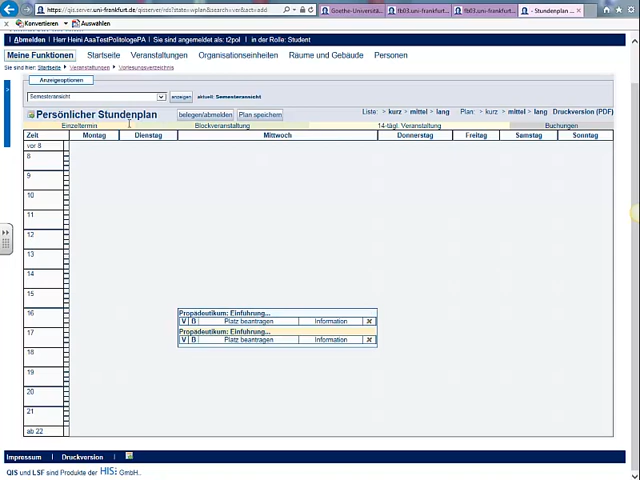 https://qis.server.uni-frankfurt.de/qisserver/rds?state=wplan&search=ver&act=add
Goethe-Universität...
fb03.uni-frankfurt...
fb03.uni-frankfurt...
- Stundenplan ...
x Konvertieren Auswählen
Abmelden | Herr Heini AaaTestPolitologePA | Sie sind angemeldet als: t2pol | in der Rolle: Student
Meine Funktionen Startseite Veranstaltungen Organisationseinheiten Räume und Gebäude Personen
Sie sind hier: Startseite Veranstaltungen Vorlesungsverzeichnis
Anzeigeoptionen
Semesteransicht anzeigen aktuell: Semesteransicht
Persönlicher Stundenplan belegen/abmelden Plan speichern Liste: > kurz > mittel > lang Plan: > kurz > mittel > lang Druckversion (PDF)
Einzeltermin Blockveranstaltung 14-tägl. Veranstaltung Buchungen
Zeit Montag Dienstag Mittwoch Donnerstag Freitag Samstag Sonntag
vor 8
8
9
10
11
12
13
14
15
16 Propädeutikum: Einführung...
V B Platz beantragen Information
17 Propädeutikum: Einführung...
V B Platz beantragen Information
18
19
20
21
ab 22
Impressum | Druckversion |
QIS und LSF sind Produkte der HIS GmbH.